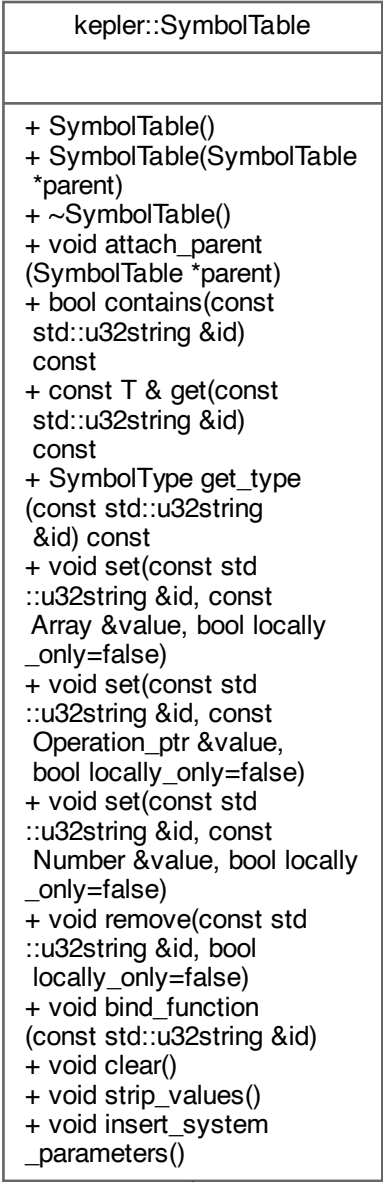 kepler::SymbolTable
+ SymbolTable()
+ SymbolTable(SymbolTable
*parent)
+ ~SymbolTable()
+ void attach_parent
(SymbolTable *parent)
+ bool contains(const
std::u32string &id)
const
+ const T & get(const
std::u32string &id)
const
+ SymbolType get_type
(const std::u32string
&id) const
+ void set(const std
::u32string &id, const
Array &value, bool locally
_only=false)
+ void set(const std
::u32string &id, const
Operation_ptr &value,
bool locally_only=false)
+ void set(const std
::u32string &id, const
Number &value, bool locally
_only=false)
+ void remove(const std
::u32string &id, bool
locally_only=false)
+ void bind_function
(const std::u32string &id)
+ void clear()
+ void strip_values()
+ void insert_system
_parameters()